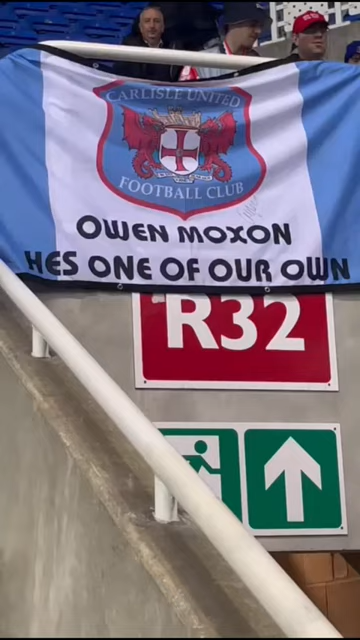 CARLISLE UNITED
FOOTBALL CLUB
OWEN MOXON
HES ONE OF OUR OWN
R32